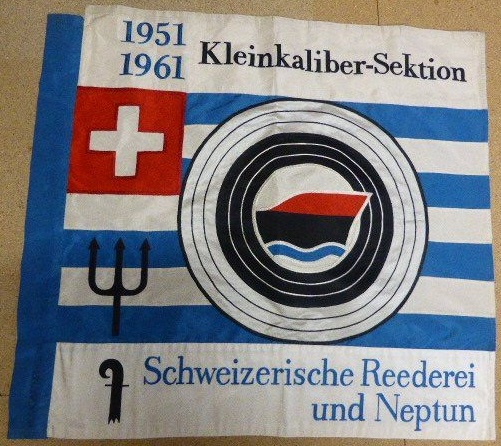 1951
1961
Kleinkaliber-Sektion
Schweizerische Reederei
und Neptun